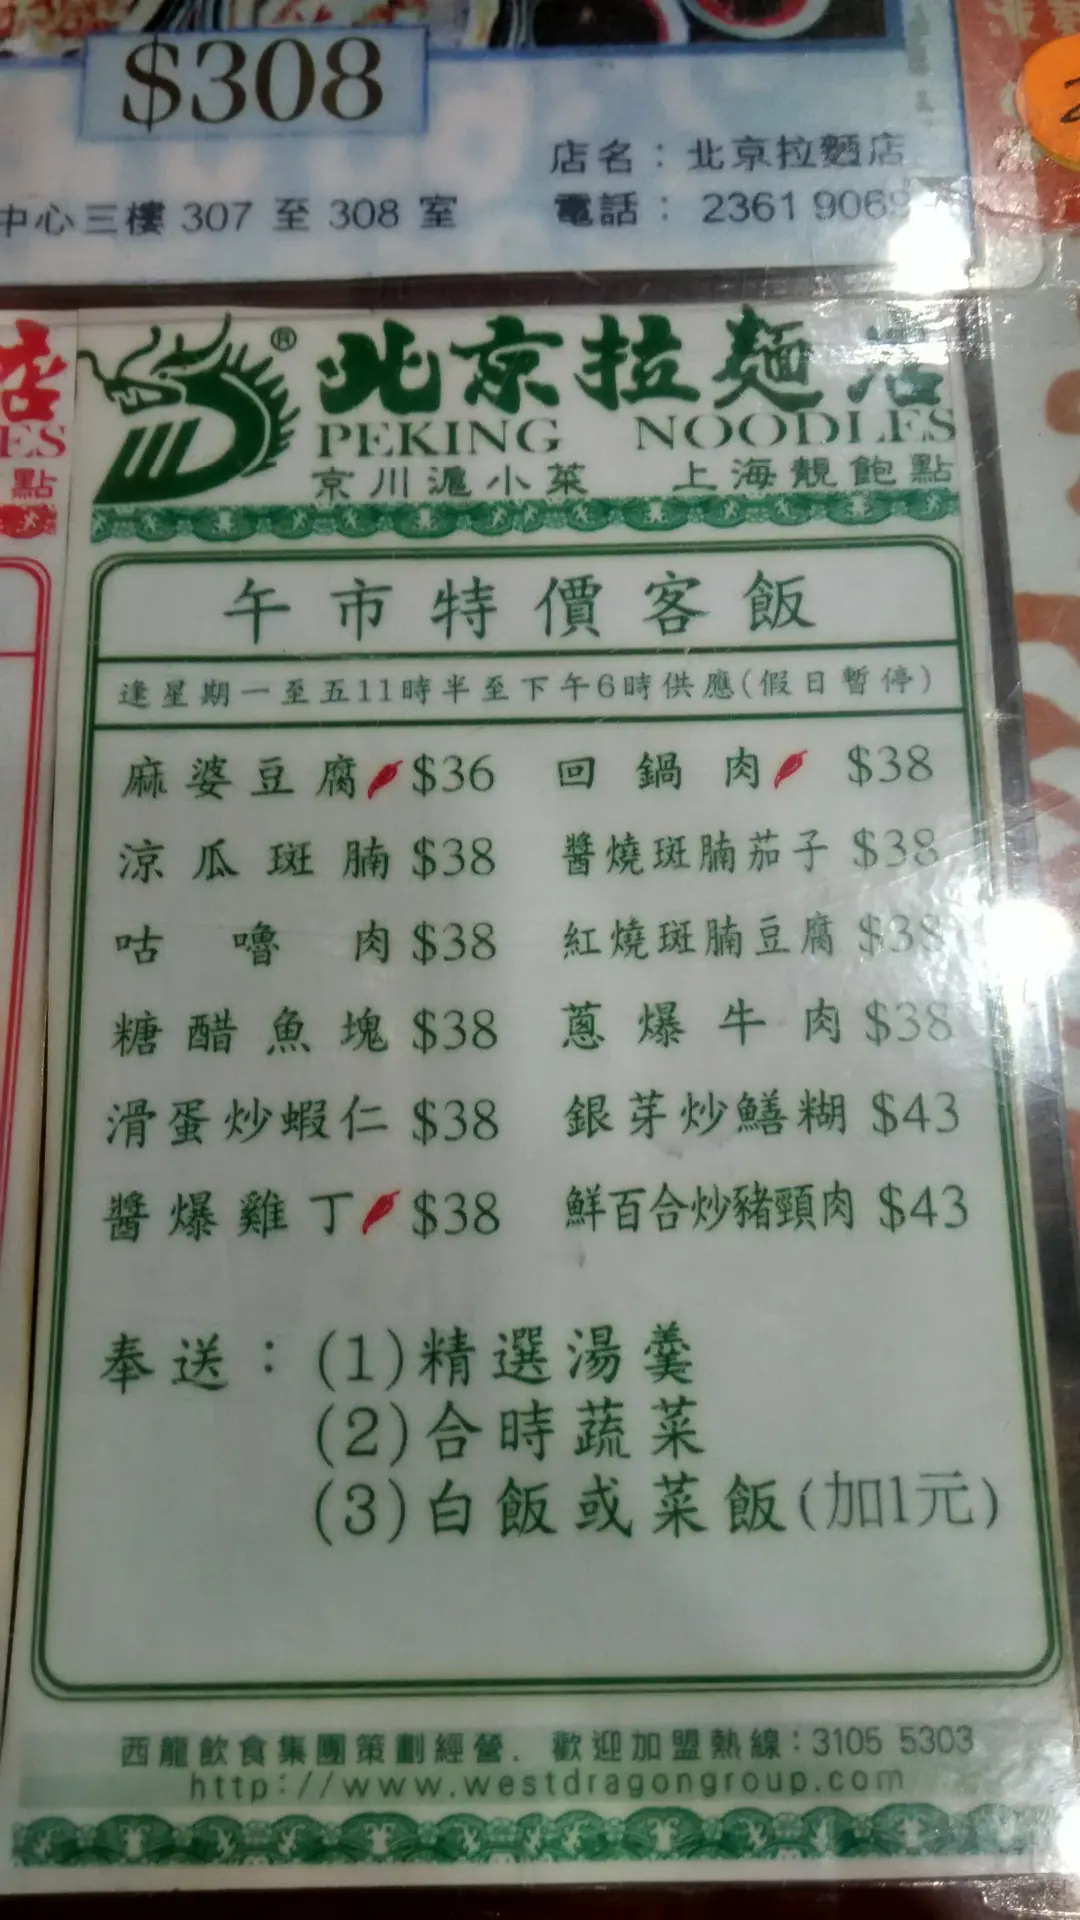 $308
店名：北京拉麵店
中心三樓 307 至 308 室
電話： 2361 9069
店
ES
點
® 北京拉麵店
PEKING NOODLES
京川滬小菜 上海靚飽點
午市特價客飯
逢星期一至五11時半至下午6時供應(假日暫停)
麻婆豆腐 $36 回鍋肉 $38
涼瓜斑腩 $38 醬燒斑腩茄子 $38
咕嚕肉 $38 紅燒斑腩豆腐 $38
糖醋魚塊 $38 蔥爆牛肉 $38
滑蛋炒蝦仁 $38 銀芽炒鱔糊 $43
醬爆雞丁 $38 鮮百合炒豬頸肉 $43
奉送：(1)精選湯羹
(2)合時蔬菜
(3)白飯或菜飯(加1元)
西龍飲食集團策劃經營. 歡迎加盟熱線：3105 5303
http://www.westdragongroup.com